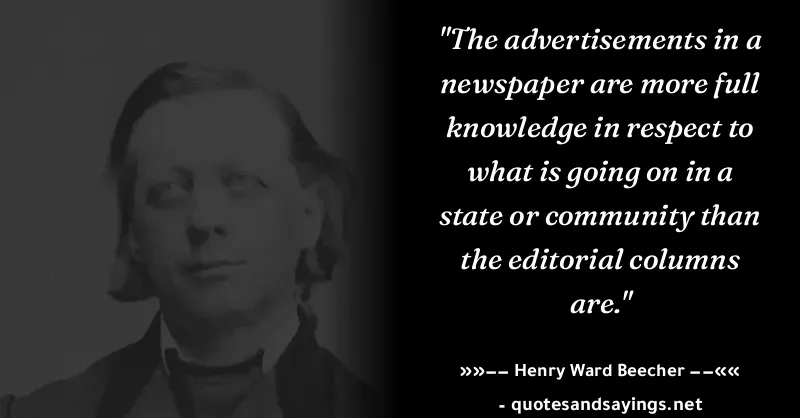 "The advertisements in a
newspaper are more full
knowledge in respect to
what is going on in a
state or community than
the editorial columns
are."
»»−− Henry Ward Beecher −−««
- quotesandsayings.net